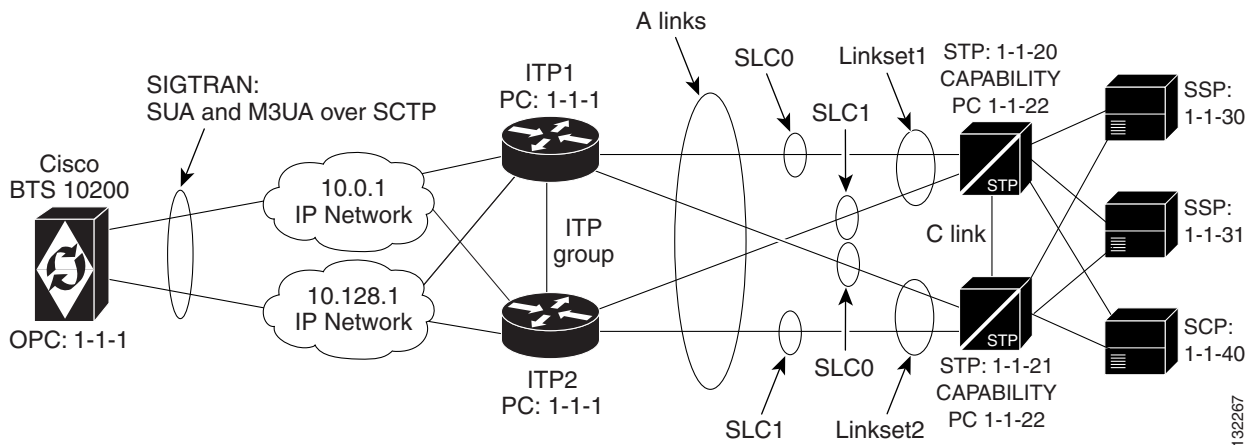 A links
SIGTRAN:
SUA and M3UA over SCTP
ITP1
PC: 1-1-1
SLC0
Linkset1
STP: 1-1-20
CAPABILITY
PC 1-1-22
SSP:
1-1-30
SLC1
Cisco
BTS 10200
10.0.1
IP Network
STP
ITP
group
C link
SSP:
1-1-31
10.128.1
IP Network
OPC: 1-1-1
STP
SCP:
1-1-40
ITP2
PC: 1-1-1
SLC0
STP: 1-1-21
CAPABILITY
PC 1-1-22
SLC1
Linkset2
132267